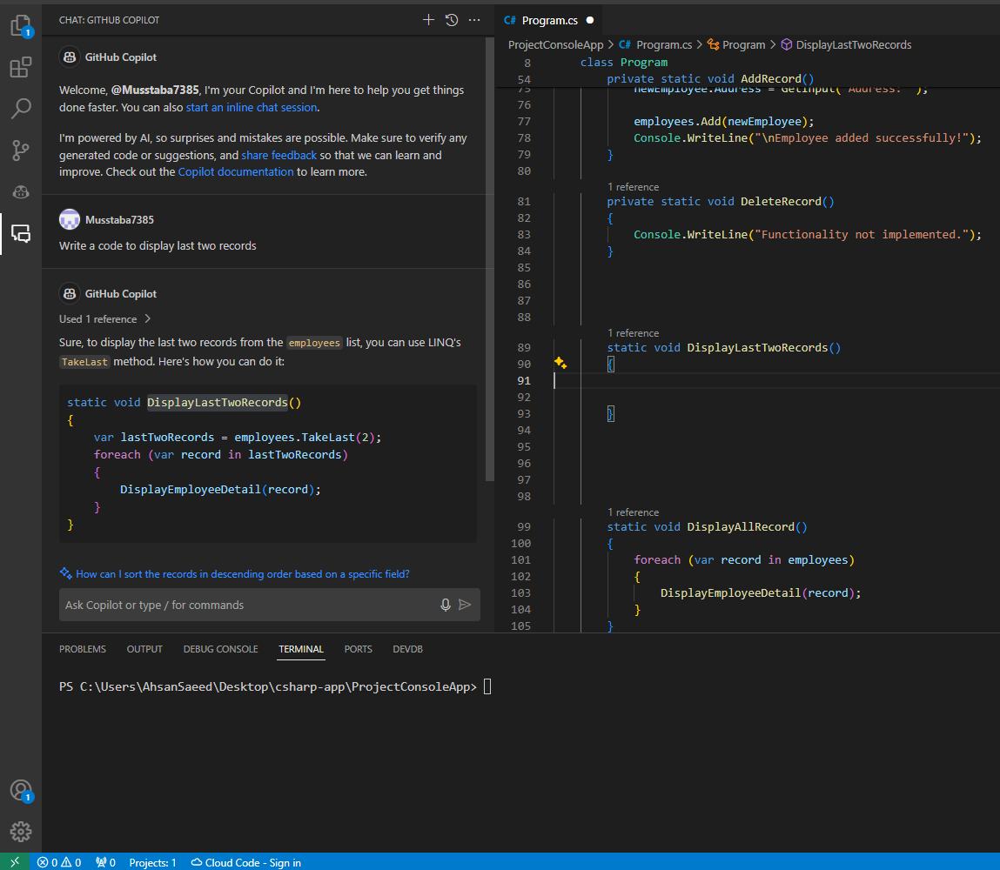 1
CHAT: GITHUB COPILOT
GitHub Copilot
Welcome, @Musstaba7385, I'm your Copilot and I'm here to help you get things
done faster. You can also start an inline chat session.
I'm powered by AI, so surprises and mistakes are possible. Make sure to verify any
generated code or suggestions, and share feedback so that we can learn and
improve. Check out the Copilot documentation to learn more.
Musstaba7385
Write a code to display last two records
GitHub Copilot
Used 1 reference
Sure, to display the last two records from the employees list, you can use LINQ's
TakeLast method. Here's how you can do it:
static void DisplayLastTwoRecords()
{
var lastTwoRecords = employees.TakeLast(2);
foreach (var record in lastTwoRecords)
{
DisplayEmployeeDetail(record);
}
}
How can I sort the records in descending order based on a specific field?
Ask Copilot or type / for commands
C# Program.cs
ProjectConsoleApp > C# Program.cs > Program > DisplayLastTwoRecords
8 class Program
54 private static void AddRecord()
75 newEmployee.Address = GetInput("Address: ");
76
77 employees.Add(newEmployee);
78 Console.WriteLine("\nEmployee added successfully!");
79 }
80
1 reference
81 private static void DeleteRecord()
82 {
83 Console.WriteLine("Functionality not implemented.");
84 }
85
86
87
88
1 reference
89 static void DisplayLastTwoRecords()
90 {
91
92
93 }
94
95
96
97
98
1 reference
99 static void DisplayAllRecord()
100 {
101 foreach (var record in employees)
102 {
103 DisplayEmployeeDetail(record);
104 }
105 }
PROBLEMS OUTPUT DEBUG CONSOLE TERMINAL PORTS DEVDB
PS C:\Users\AhsanSaeed\Desktop\csharp-app\ProjectConsoleApp>
1
0 0 0 Projects: 1 Cloud Code - Sign in